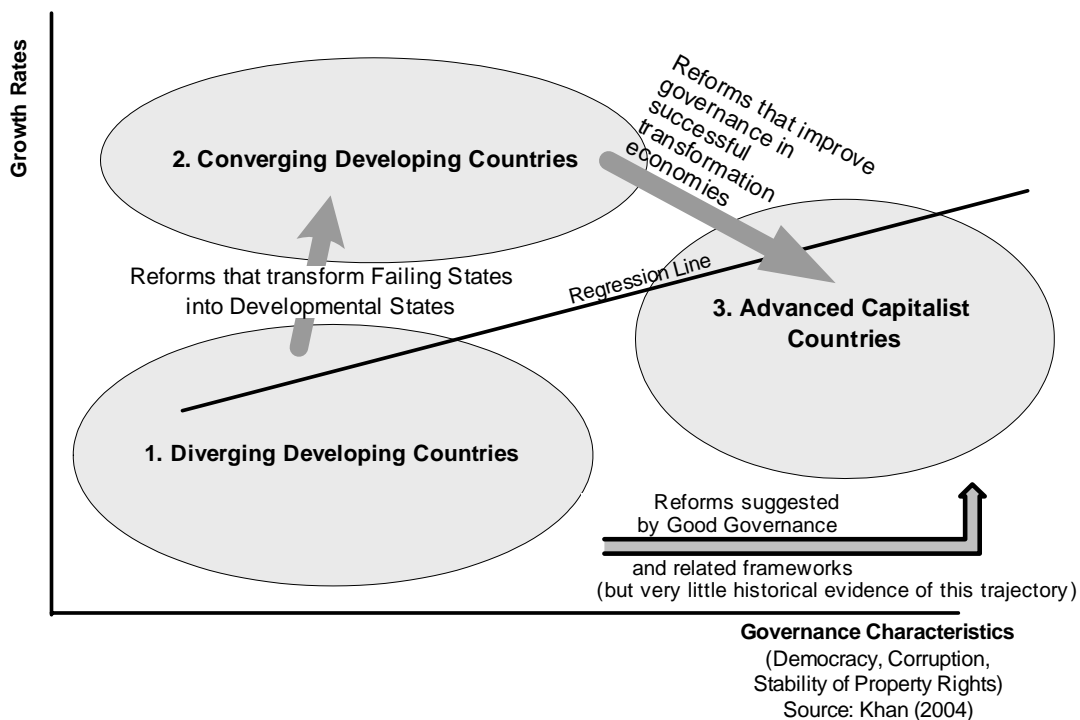 Growth Rates
Reforms that improve
governance in
successful
transformation
economies
2. Converging Developing Countries
Reforms that transform Failing States
into Developmental States
Regression Line
3. Advanced Capitalist
Countries
1. Diverging Developing Countries
Reforms suggested
by Good Governance
and related frameworks
(but very little historical evidence of this trajectory)
Governance Characteristics
(Democracy, Corruption,
Stability of Property Rights)
Source: Khan (2004)